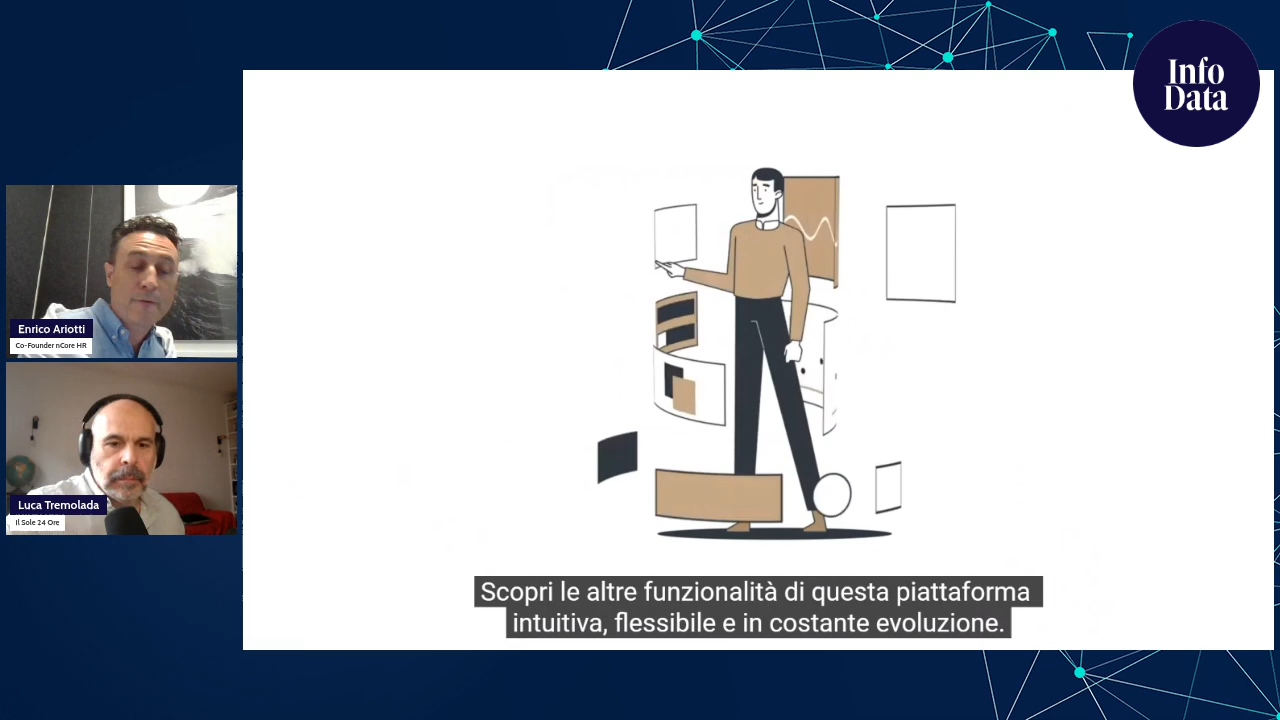 Info
Data
Enrico Ariotti
Co-Founder nCore HR
Luca Tremolada
Il Sole 24 Ore
Scopri le altre funzionalità di questa piattaforma
intuitiva, flessibile e in costante evoluzione.